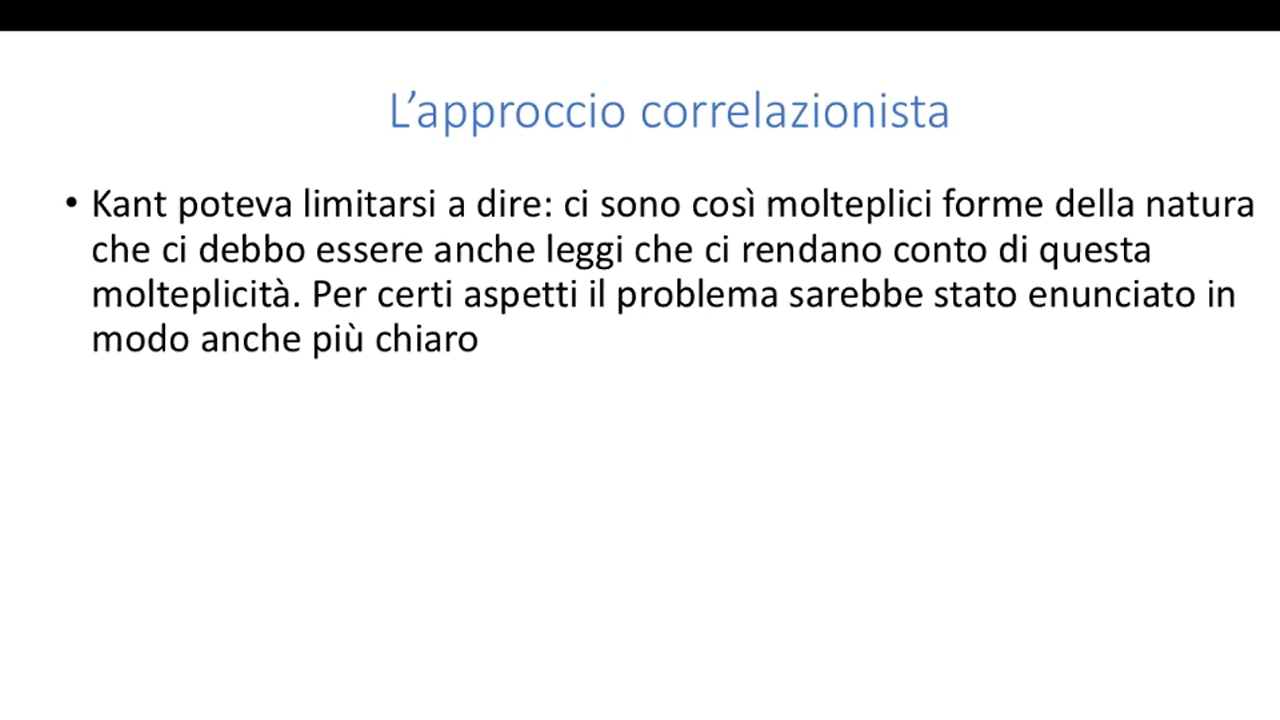 L’approccio correlazionista
• Kant poteva limitarsi a dire: ci sono così molteplici forme della natura
che ci debbo essere anche leggi che ci rendano conto di questa
molteplicità. Per certi aspetti il problema sarebbe stato enunciato in
modo anche più chiaro